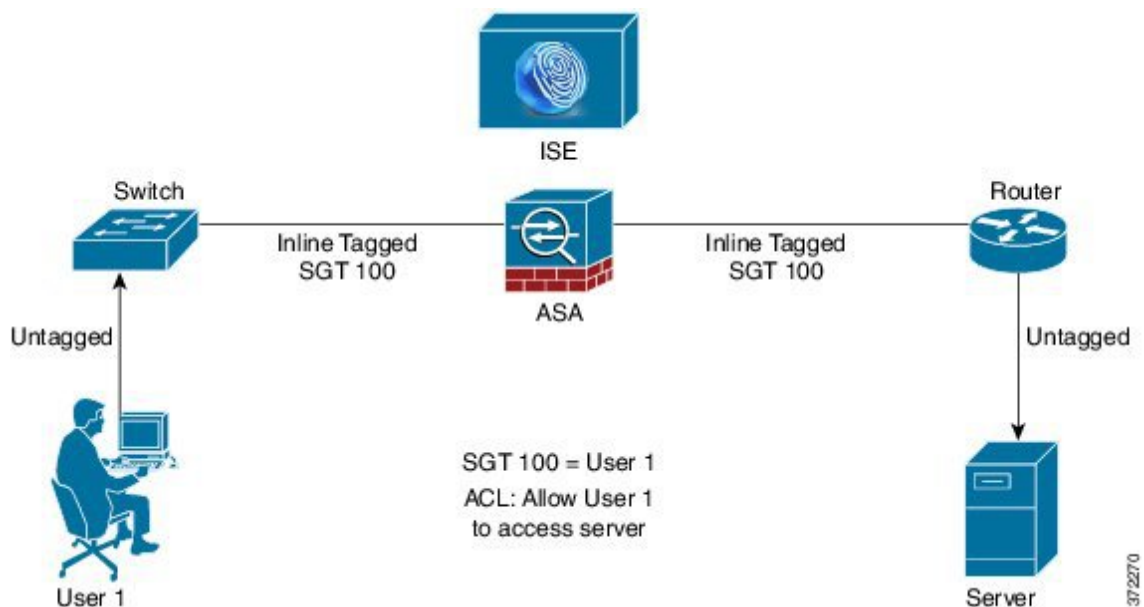 ISE
Switch
Router
Inline Tagged
SGT 100
Inline Tagged
SGT 100
ASA
Untagged
Untagged
SGT 100 = User 1
ACL: Allow User 1
to access server
User 1
Server
372270